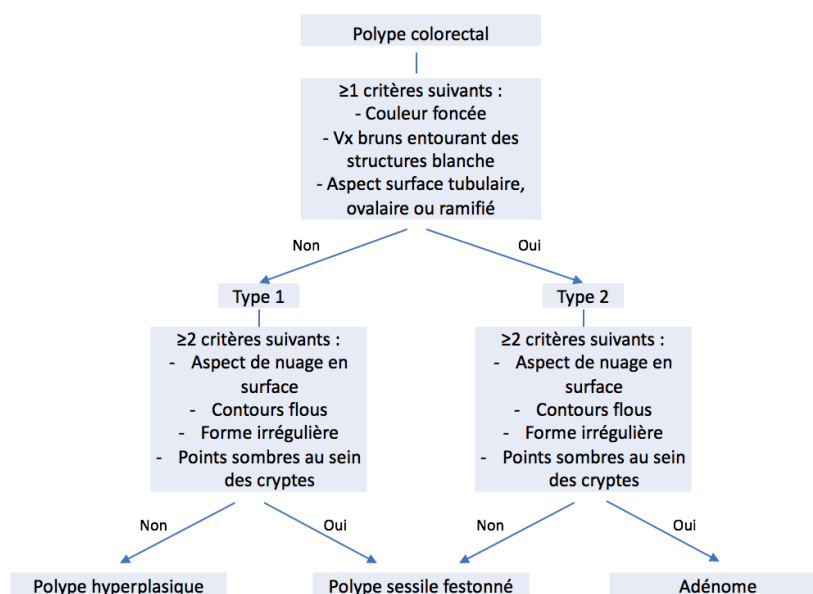 Polype colorectal
≥1 critères suivants :
- Couleur foncée
- Vx bruns entourant des
structures blanche
- Aspect surface tubulaire,
ovalaire ou ramifié
Non
Oui
Type 1
Type 2
≥2 critères suivants :
- Aspect de nuage en
surface
- Contours flous
- Forme irrégulière
- Points sombres au sein
des cryptes
≥2 critères suivants :
- Aspect de nuage en
surface
- Contours flous
- Forme irrégulière
- Points sombres au sein
des cryptes
Non
Oui
Non
Oui
Polype hyperplasique
Polype sessile festonné
Adénome